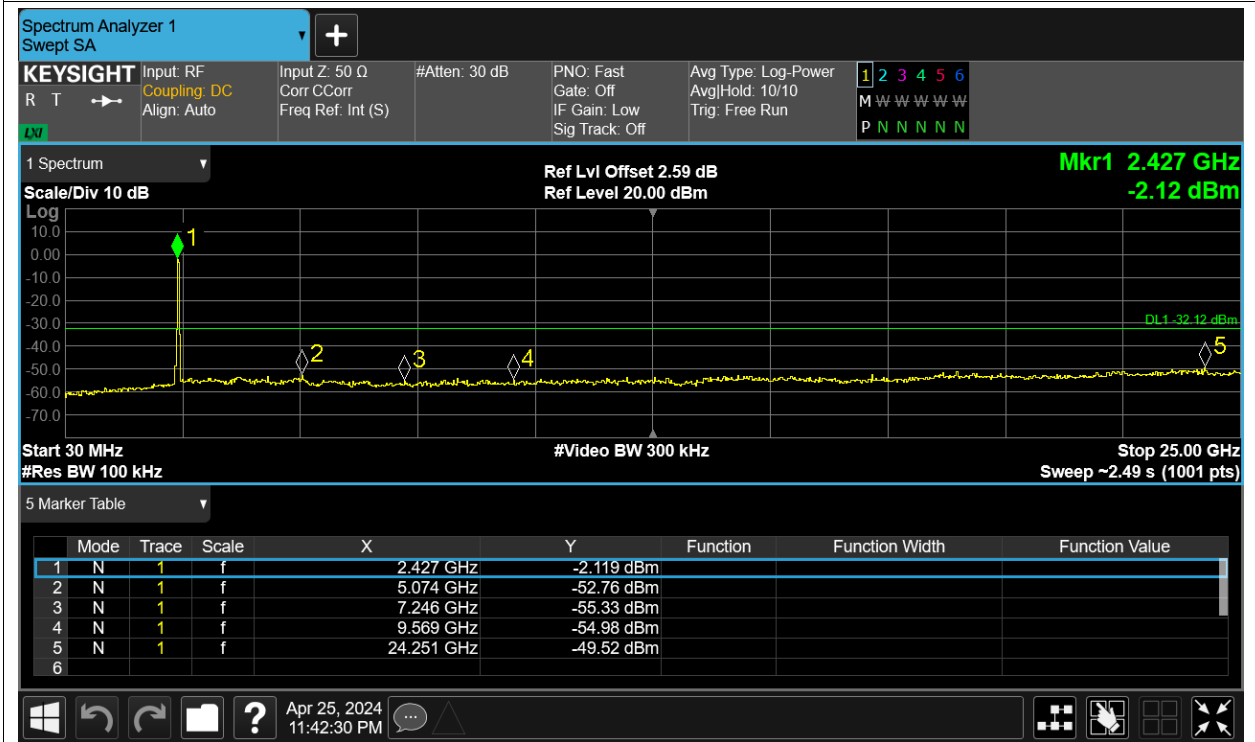 Spectrum Analyzer 1
Swept SA
+
KEYSIGHT
R T
LXI
Input: RF
Coupling: DC
Align: Auto
Input Z: 50 Ω
Corr CCorr
Freq Ref: Int (S)
#Atten: 30 dB
PNO: Fast
Gate: Off
IF Gain: Low
Sig Track: Off
Avg Type: Log-Power
Avg|Hold: 10/10
Trig: Free Run
1 2 3 4 5 6
M W W W W W
P N N N N N
1 Spectrum
Scale/Div 10 dB
Ref Lvl Offset 2.59 dB
Ref Level 20.00 dBm
Mkr1 2.427 GHz
-2.12 dBm
Log
10.0
0.00
-10.0
-20.0
-30.0
-40.0
-50.0
-60.0
-70.0
1
2
3
4
5
DL1 -32.12 dBm
Start 30 MHz
#Res BW 100 kHz
#Video BW 300 kHz
Stop 25.00 GHz
Sweep ~2.49 s (1001 pts)
5 Marker Table
Mode Trace Scale X Y Function Function Width Function Value
1 N 1 f 2.427 GHz -2.119 dBm
2 N 1 f 5.074 GHz -52.76 dBm
3 N 1 f 7.246 GHz -55.33 dBm
4 N 1 f 9.569 GHz -54.98 dBm
5 N 1 f 24.251 GHz -49.52 dBm
6
?
Apr 25, 2024
11:42:30 PM